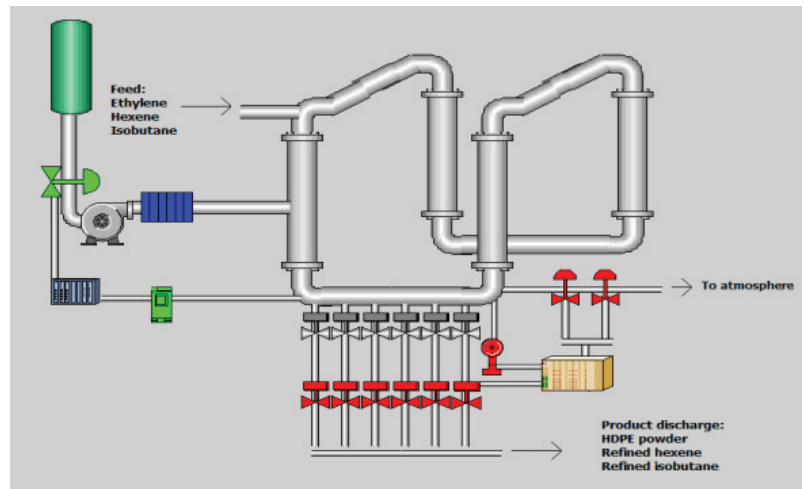 Feed:
Ethylene
Hexene
Isobutane
To atmosphere
Product discharge:
HDPE powder
Refined hexene
Refined isobutane